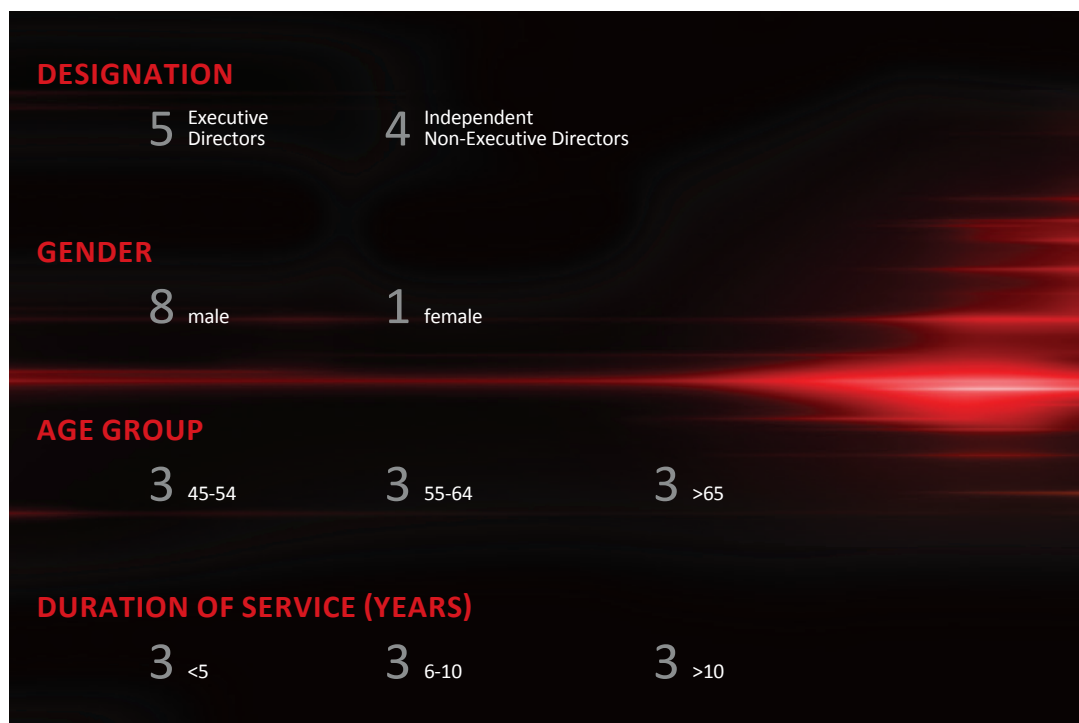 DESIGNATION
5 Executive Directors
4 Independent Non-Executive Directors
GENDER
8 male
1 female
AGE GROUP
3 45-54
3 55-64
3 >65
DURATION OF SERVICE (YEARS)
3 <5
3 6-10
3 >10